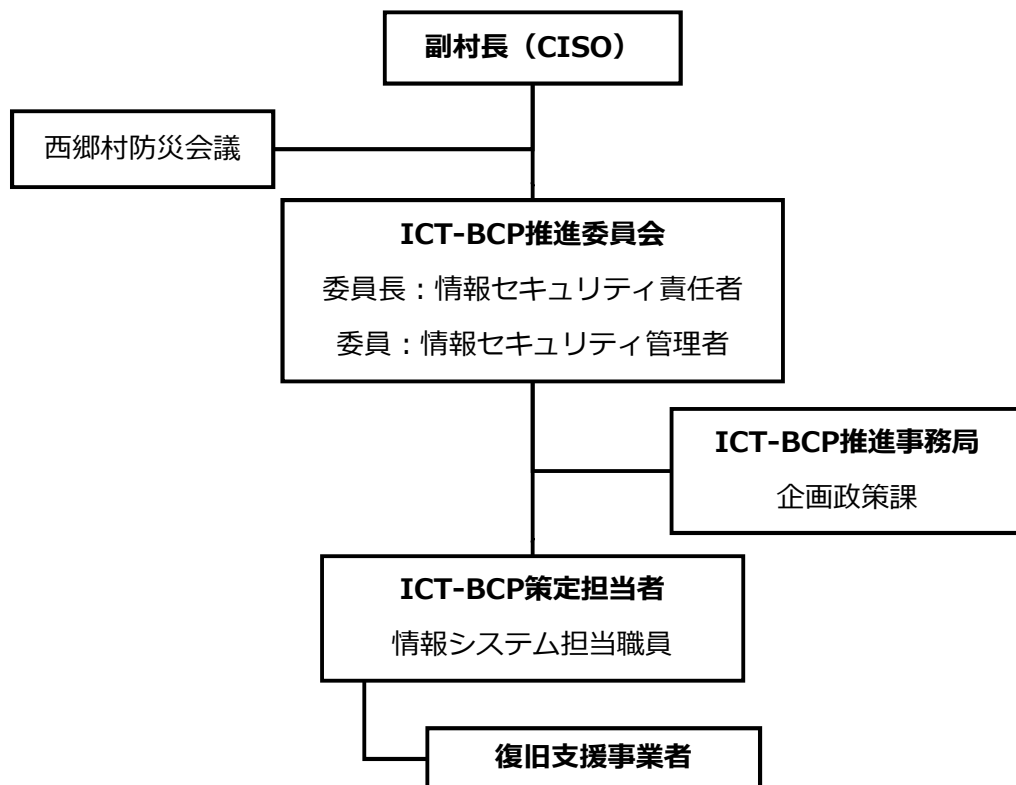 副村長（CISO）
西郷村防災会議
ICT-BCP推進委員会
委員長：情報セキュリティ責任者
委員：情報セキュリティ管理者
ICT-BCP推進事務局
企画政策課
ICT-BCP策定担当者
情報システム担当職員
復旧支援事業者